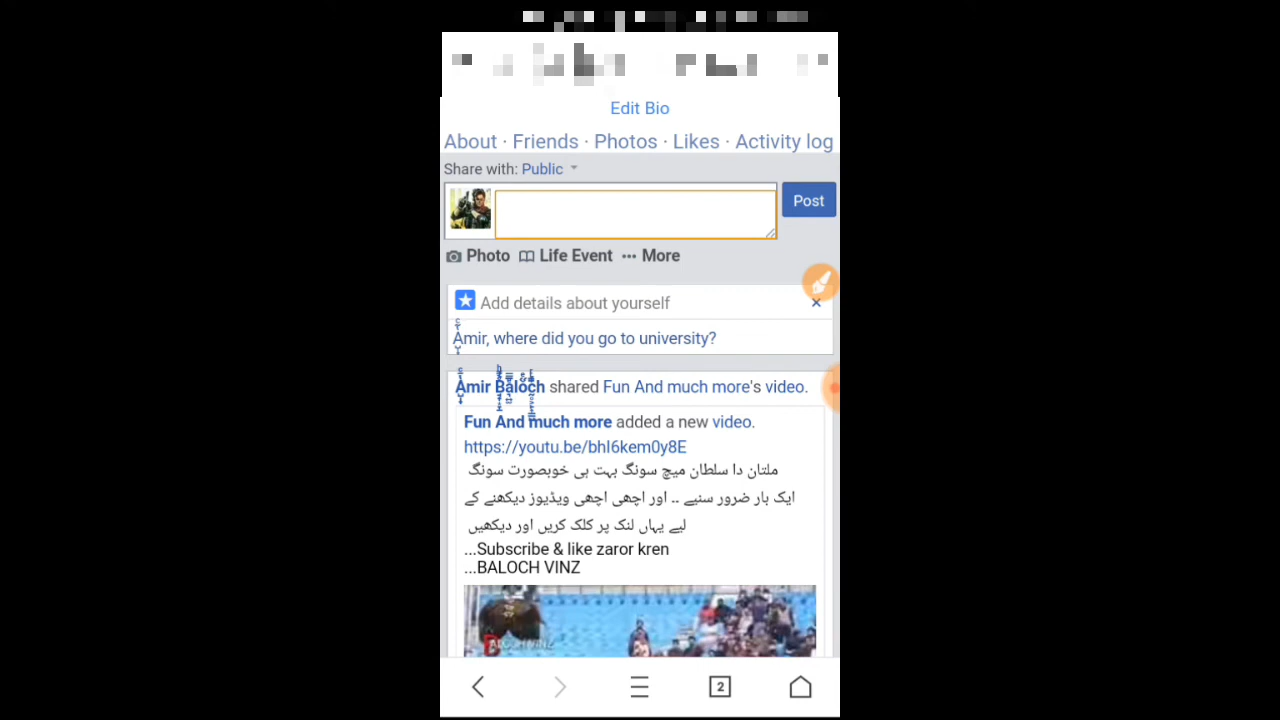 Edit Bio
About · Friends · Photos · Likes · Activity log
Share with: Public
Post
Photo Life Event ••• More
Add details about yourself ×
Amir, where did you go to university?
Amir Baloch shared Fun And much more's video.
Fun And much more added a new video.
https://youtu.be/bhI6kem0y8E
ملتان دا سلطان میچ سونگ بہت ہی خوبصورت سونگ
ایک بار ضرور سنیے .. اور اچھی اچھی ویڈیوز دیکھنے کے
لیے یہاں لنک پر کلک کریں اور دیکھیں
...Subscribe & like zaror kren
...BALOCH VINZ
BALOCH VINZ
2